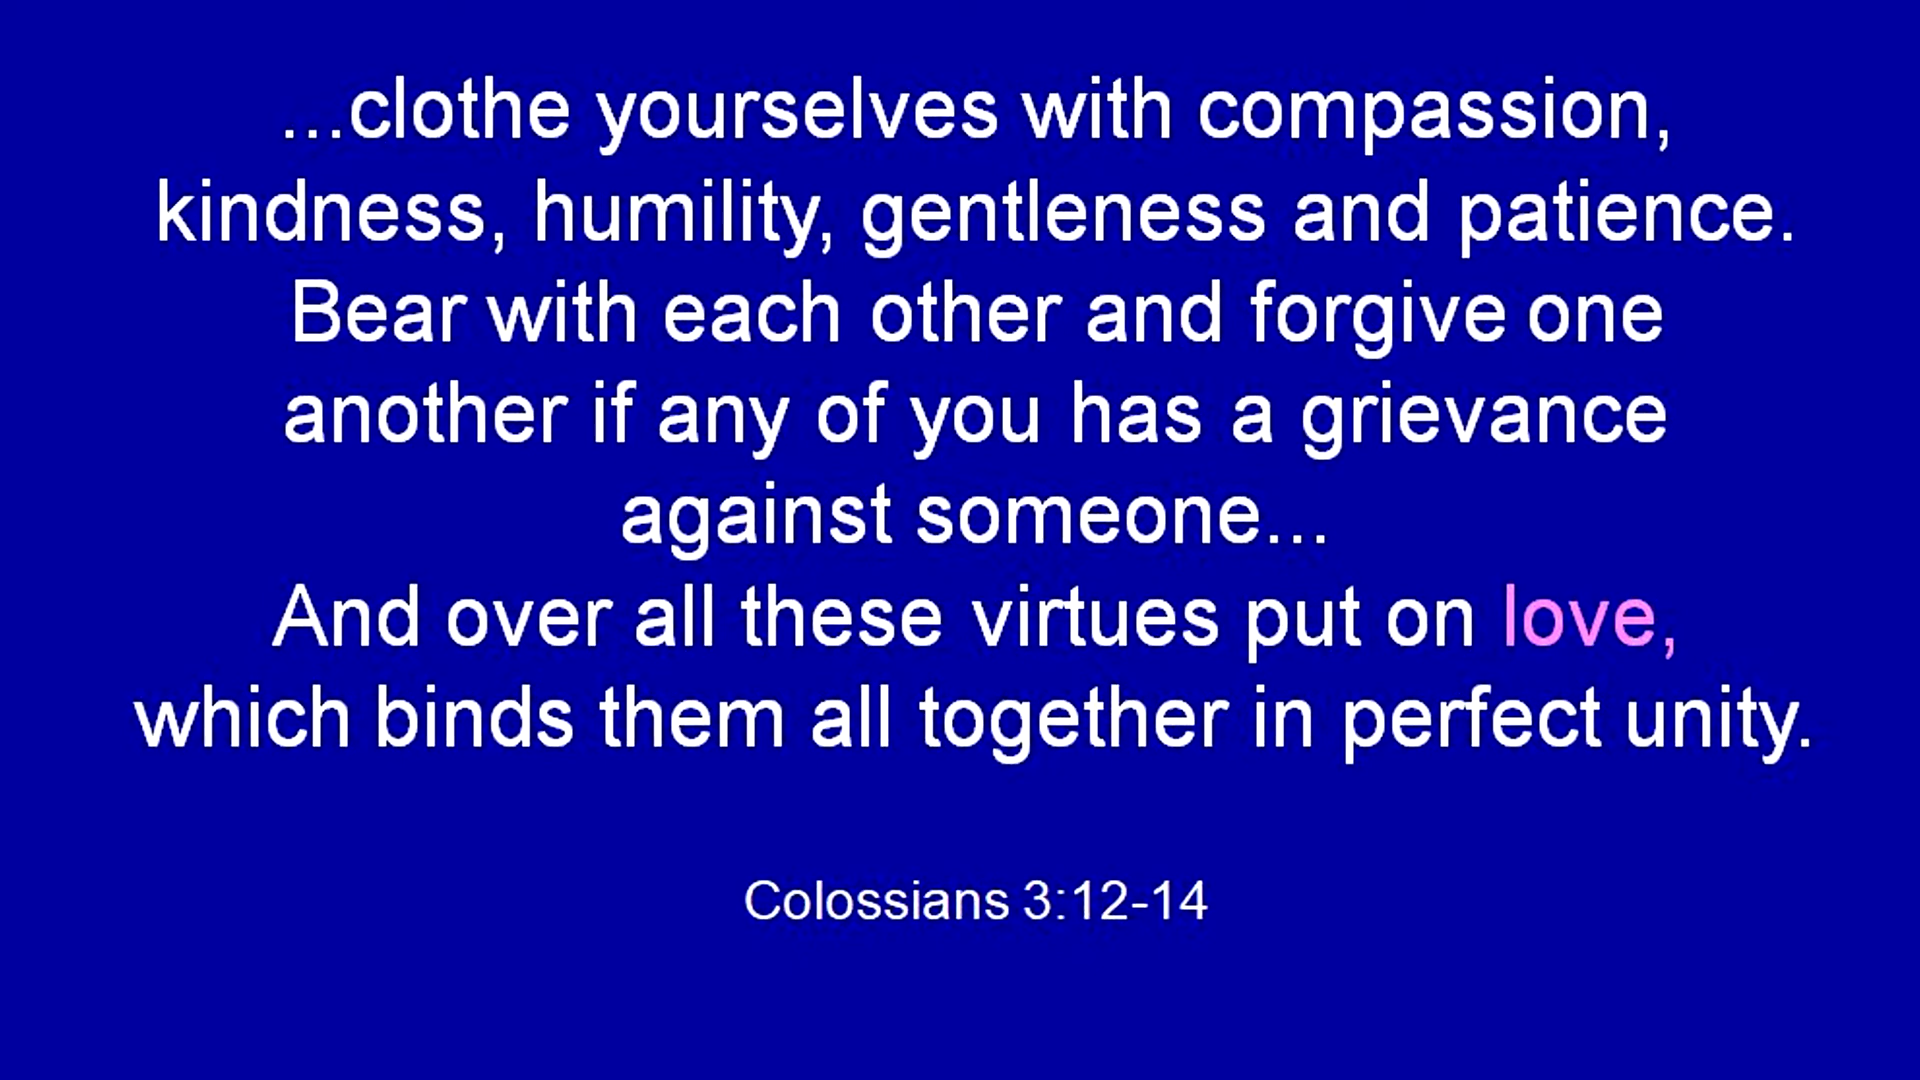 ...clothe yourselves with compassion,
kindness, humility, gentleness and patience.
Bear with each other and forgive one
another if any of you has a grievance
against someone...
And over all these virtues put on love,
which binds them all together in perfect unity.
Colossians 3:12-14